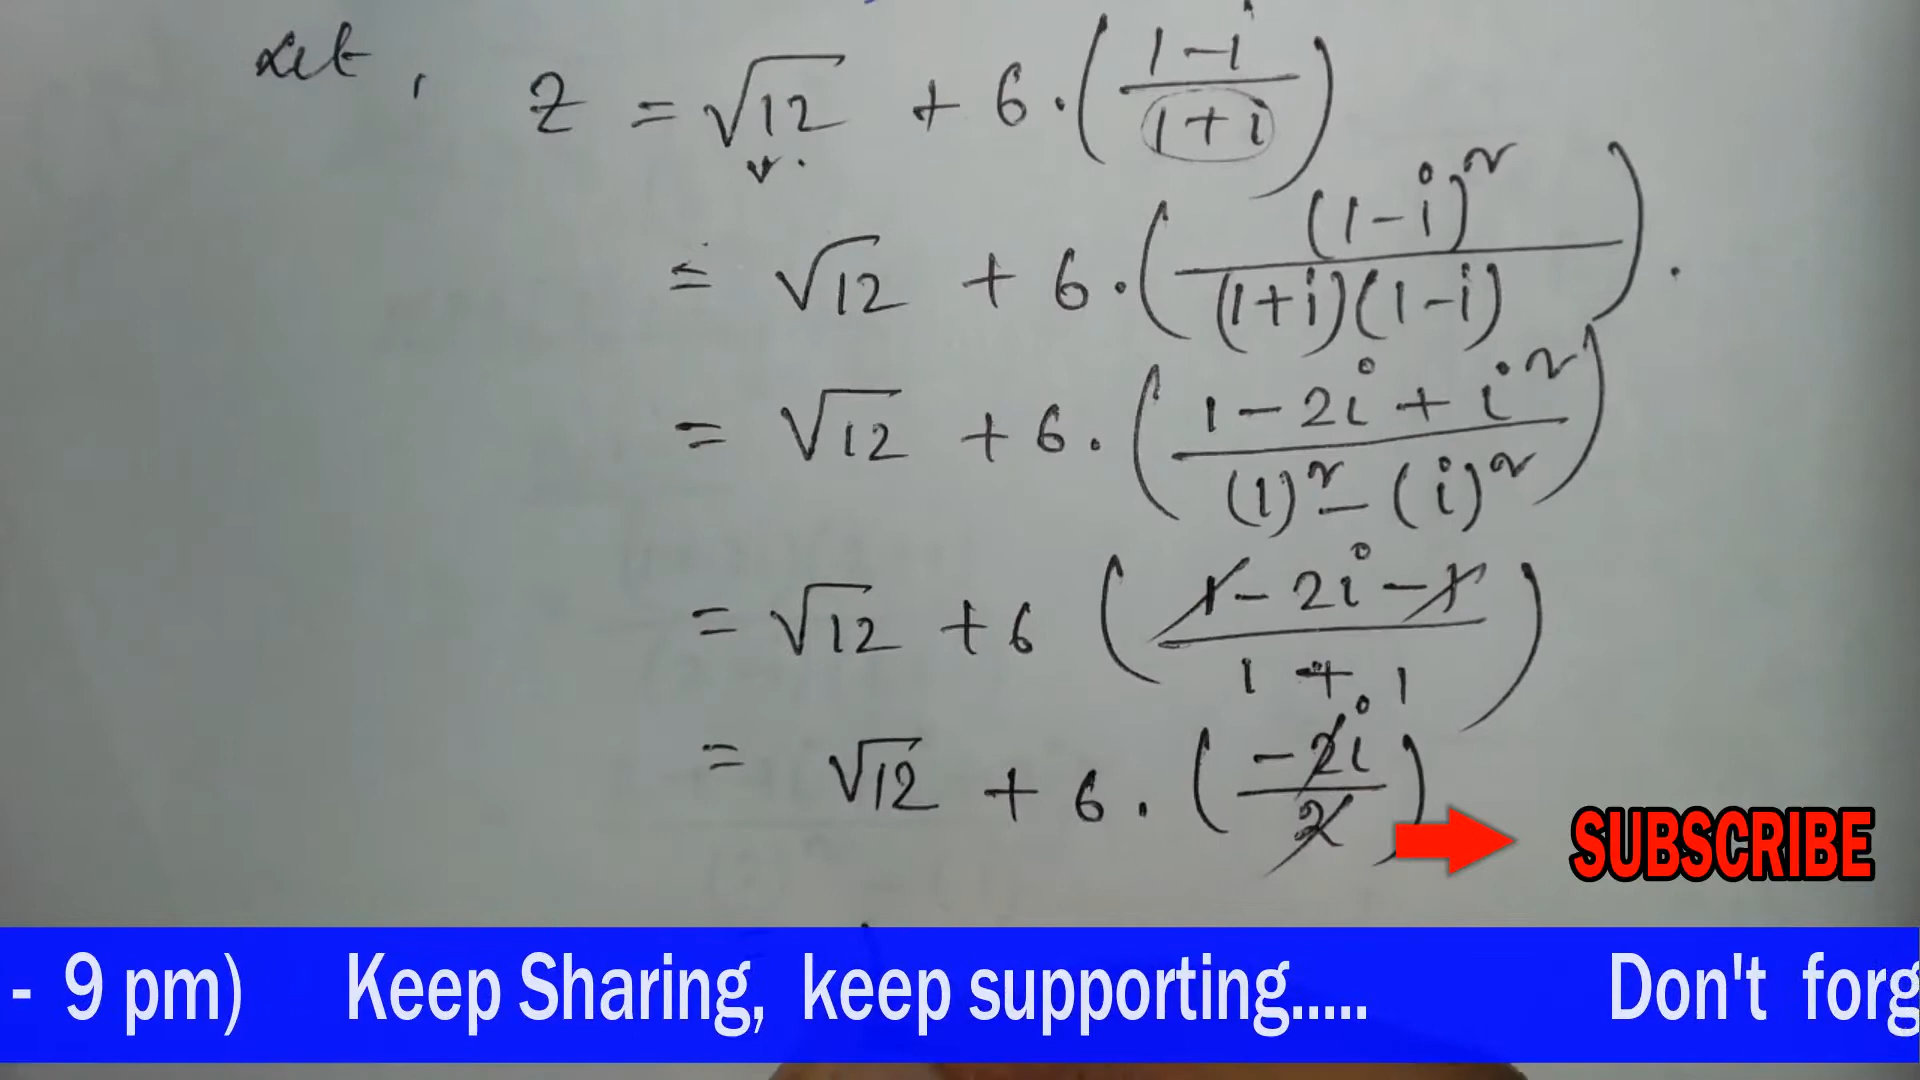 Let, z = √12 + 6·((1-i)/(1+i))
= √12 + 6·((1-i)²/((1+i)(1-i))).
= √12 + 6·((1-2i+i²)/((1)²-(i)²))
= √12 + 6((1-2i-1)/(1+1))
= √12 + 6·(-2i/2)
SUBSCRIBE
- 9 pm) Keep Sharing, keep supporting..... Don't forg